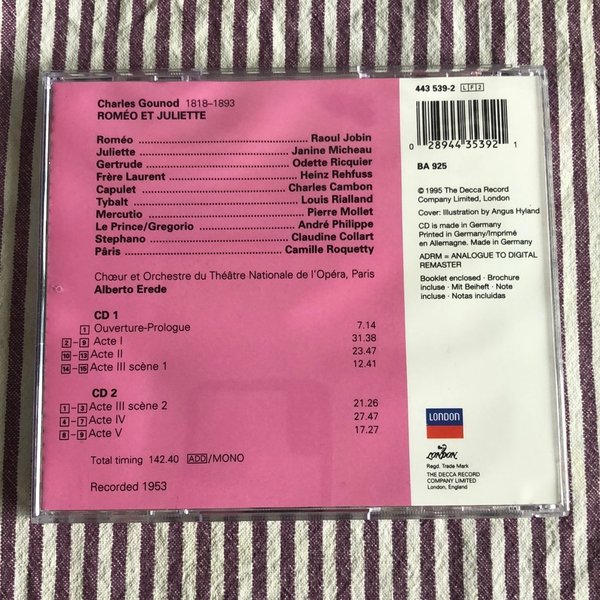 Charles Gounod 1818–1893
ROMÉO ET JULIETTE
Roméo Raoul Jobin
Juliette Janine Micheau
Gertrude Odette Ricquier
Frère Laurent Heinz Rehfuss
Capulet Charles Cambon
Tybalt Louis Rialland
Mercutio Pierre Mollet
Le Prince/Gregorio André Philippe
Stephano Claudine Collart
Pâris Camille Roquetty
Chœur et Orchestre du Théâtre Nationale de l'Opéra, Paris
Alberto Erede
CD 1
1 Ouverture-Prologue 7.14
2–9 Acte I 31.38
10–13 Acte II 23.47
14–15 Acte III scène 1 12.41
CD 2
1–3 Acte III scène 2 21.26
4–7 Acte IV 27.47
8–9 Acte V 17.27
Total timing 142.40 ADD/MONO
Recorded 1953
443 539-2 LF2
0 28944 35392 1
BA 925
℗ 1995 The Decca Record
Company Limited, London
Cover: Illustration by Angus Hyland
CD is made in Germany
Printed in Germany/Imprimé
en Allemagne. Made in Germany
ADRM = ANALOGUE TO DIGITAL
REMASTER
Booklet enclosed · Brochure
incluse · Mit Beiheft · Note
incluse · Notas incluidas
LONDON
LONDON
Regd. Trade Mark
THE DECCA RECORD
COMPANY LIMITED
London, England